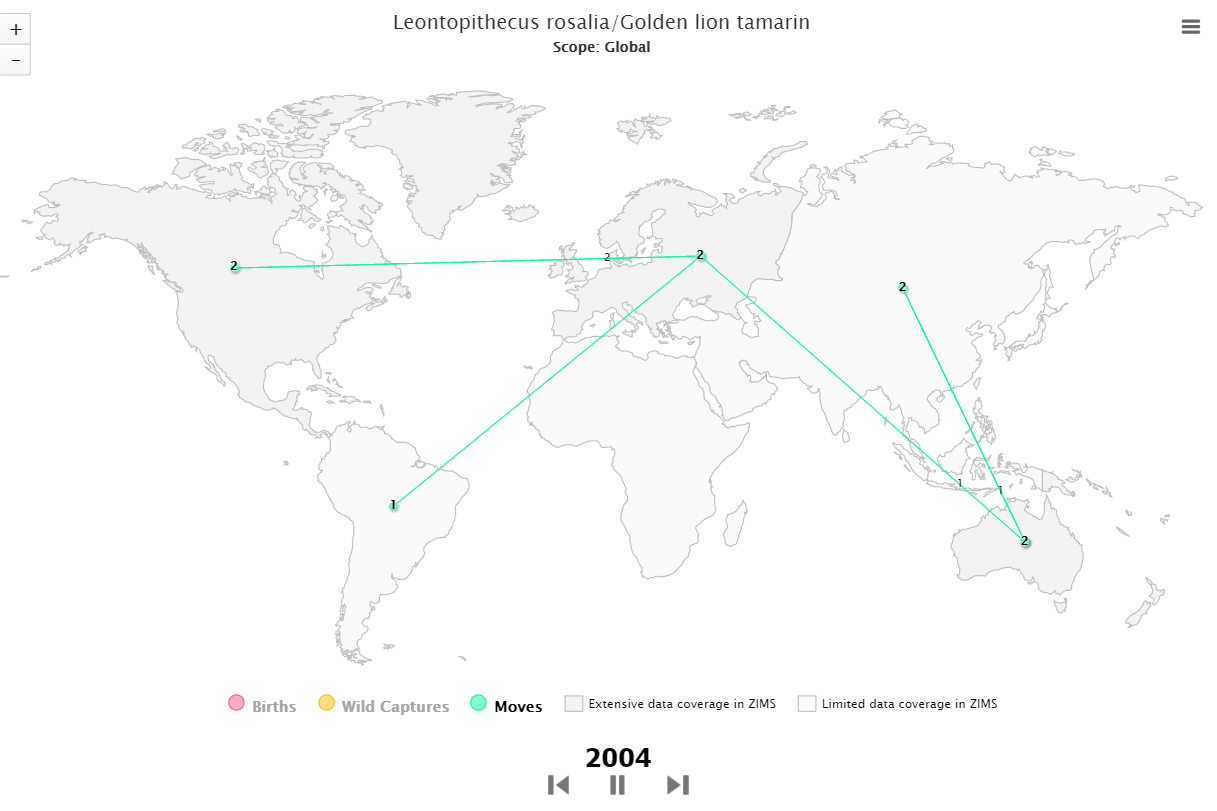 +
Leontopithecus rosalia/Golden lion tamarin
Scope: Global
−
2
2
2
2
1
1
1
2
Births
Wild Captures
Moves
Extensive data coverage in ZIMS
Limited data coverage in ZIMS
2004